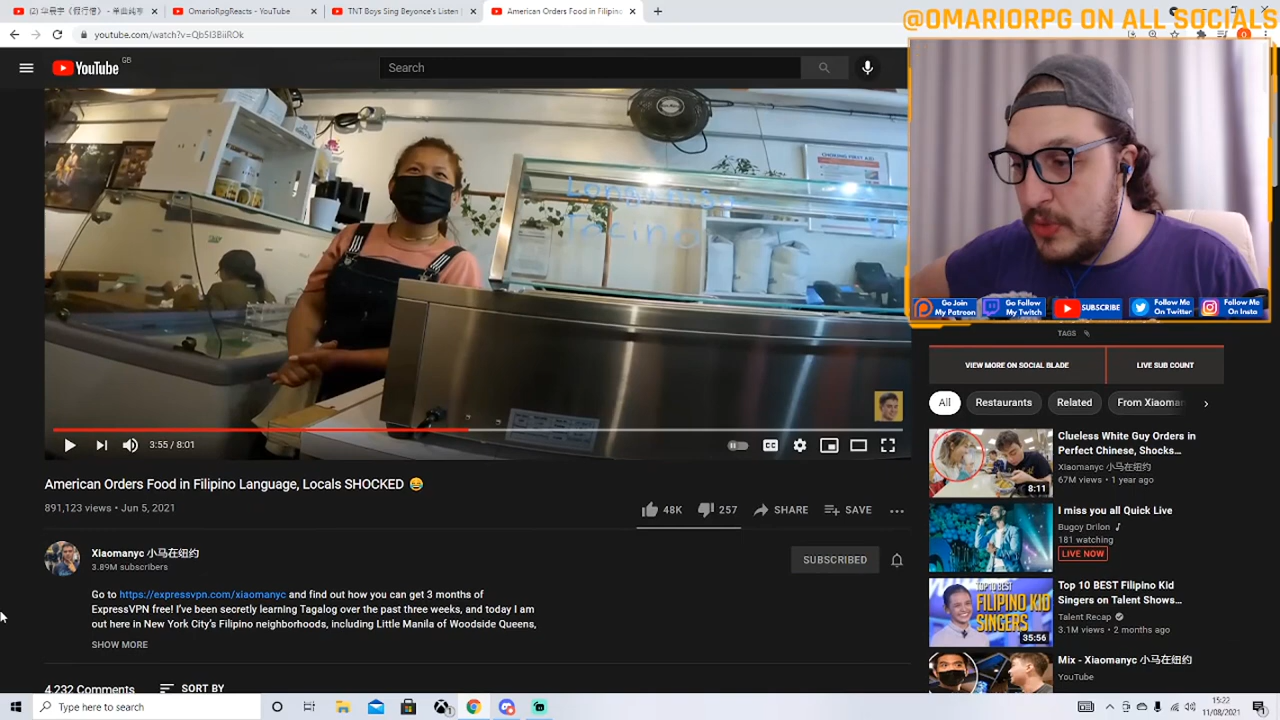 (2) 华晨宇《假行僧》- 单曲纯享
OmarioRpgReacts - YouTube
TNT Boys Sing Beyonce's Listen
American Orders Food in Filipino
@OMARIORPG ON ALL SOCIALS
youtube.com/watch?v=Qb5I3BiiROk
YouTube GB
Search
CHOKING FIRST AID
Longganisa
Tocino
3:55 / 8:01
CC
Go Join My Patreon
Go Follow My Twitch
SUBSCRIBE
Follow Me On Twitter
Follow Me On Insta
TAGS
VIEW MORE ON SOCIAL BLADE
LIVE SUB COUNT
All
Restaurants
Related
From Xiaoman
American Orders Food in Filipino Language, Locals SHOCKED 😂
891,123 views • Jun 5, 2021
48K
257
SHARE
SAVE
Xiaomanyc 小马在纽约
3.89M subscribers
SUBSCRIBED
Go to https://expressvpn.com/xiaomanyc and find out how you can get 3 months of
ExpressVPN free! I've been secretly learning Tagalog over the past three weeks, and today I am
out here in New York City's Filipino neighborhoods, including Little Manila of Woodside Queens,
SHOW MORE
4,232 Comments
SORT BY
8:11
Clueless White Guy Orders in
Perfect Chinese, Shocks...
Xiaomanyc 小马在纽约
67M views • 1 year ago
I miss you all Quick Live
Bugoy Drilon
181 watching
LIVE NOW
TOP 10 BEST
FILIPINO KID
SINGERS
35:56
Top 10 BEST Filipino Kid
Singers on Talent Shows...
Talent Recap
3.1M views • 2 months ago
Mix - Xiaomanyc 小马在纽约
YouTube
Type here to search
15:22
11/08/2021